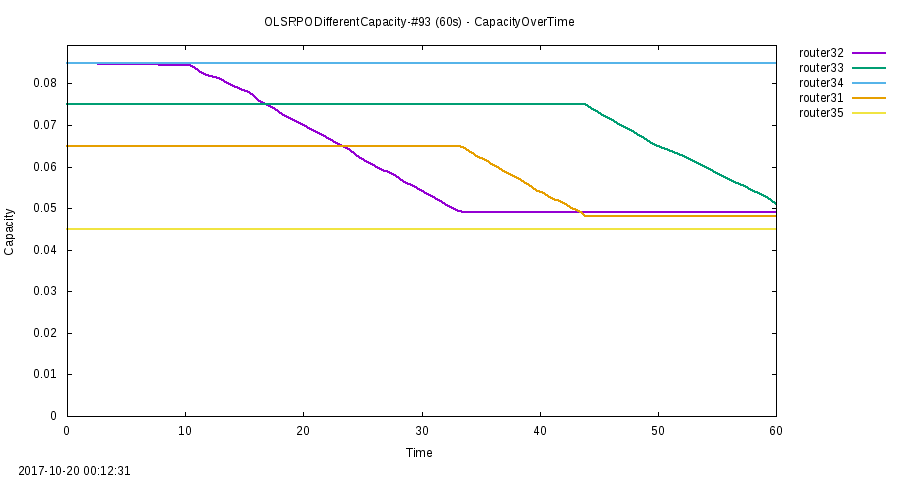 OLSRPODifferentCapacity-#93 (60s) - CapacityOverTime
router32
router33
router34
router31
router35
0.08
0.07
0.06
0.05
0.04
0.03
0.02
0.01
0
Capacity
0 10 20 30 40 50 60
Time
2017-10-20 00:12:31